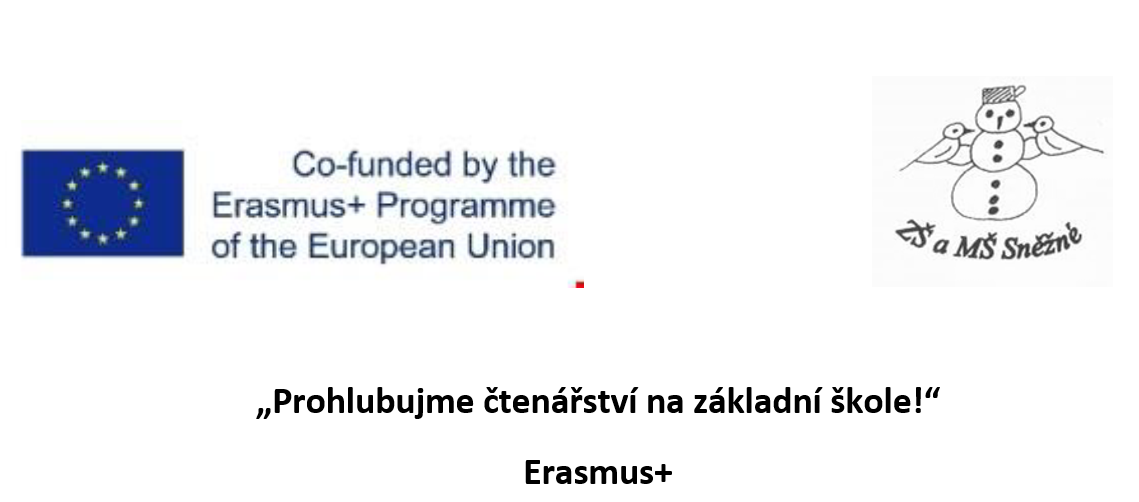 Co-funded by the
Erasmus+ Programme
of the European Union
ZŠ a MŠ Sněžné
„Prohlubujme čtenářství na základní škole!“
Erasmus+